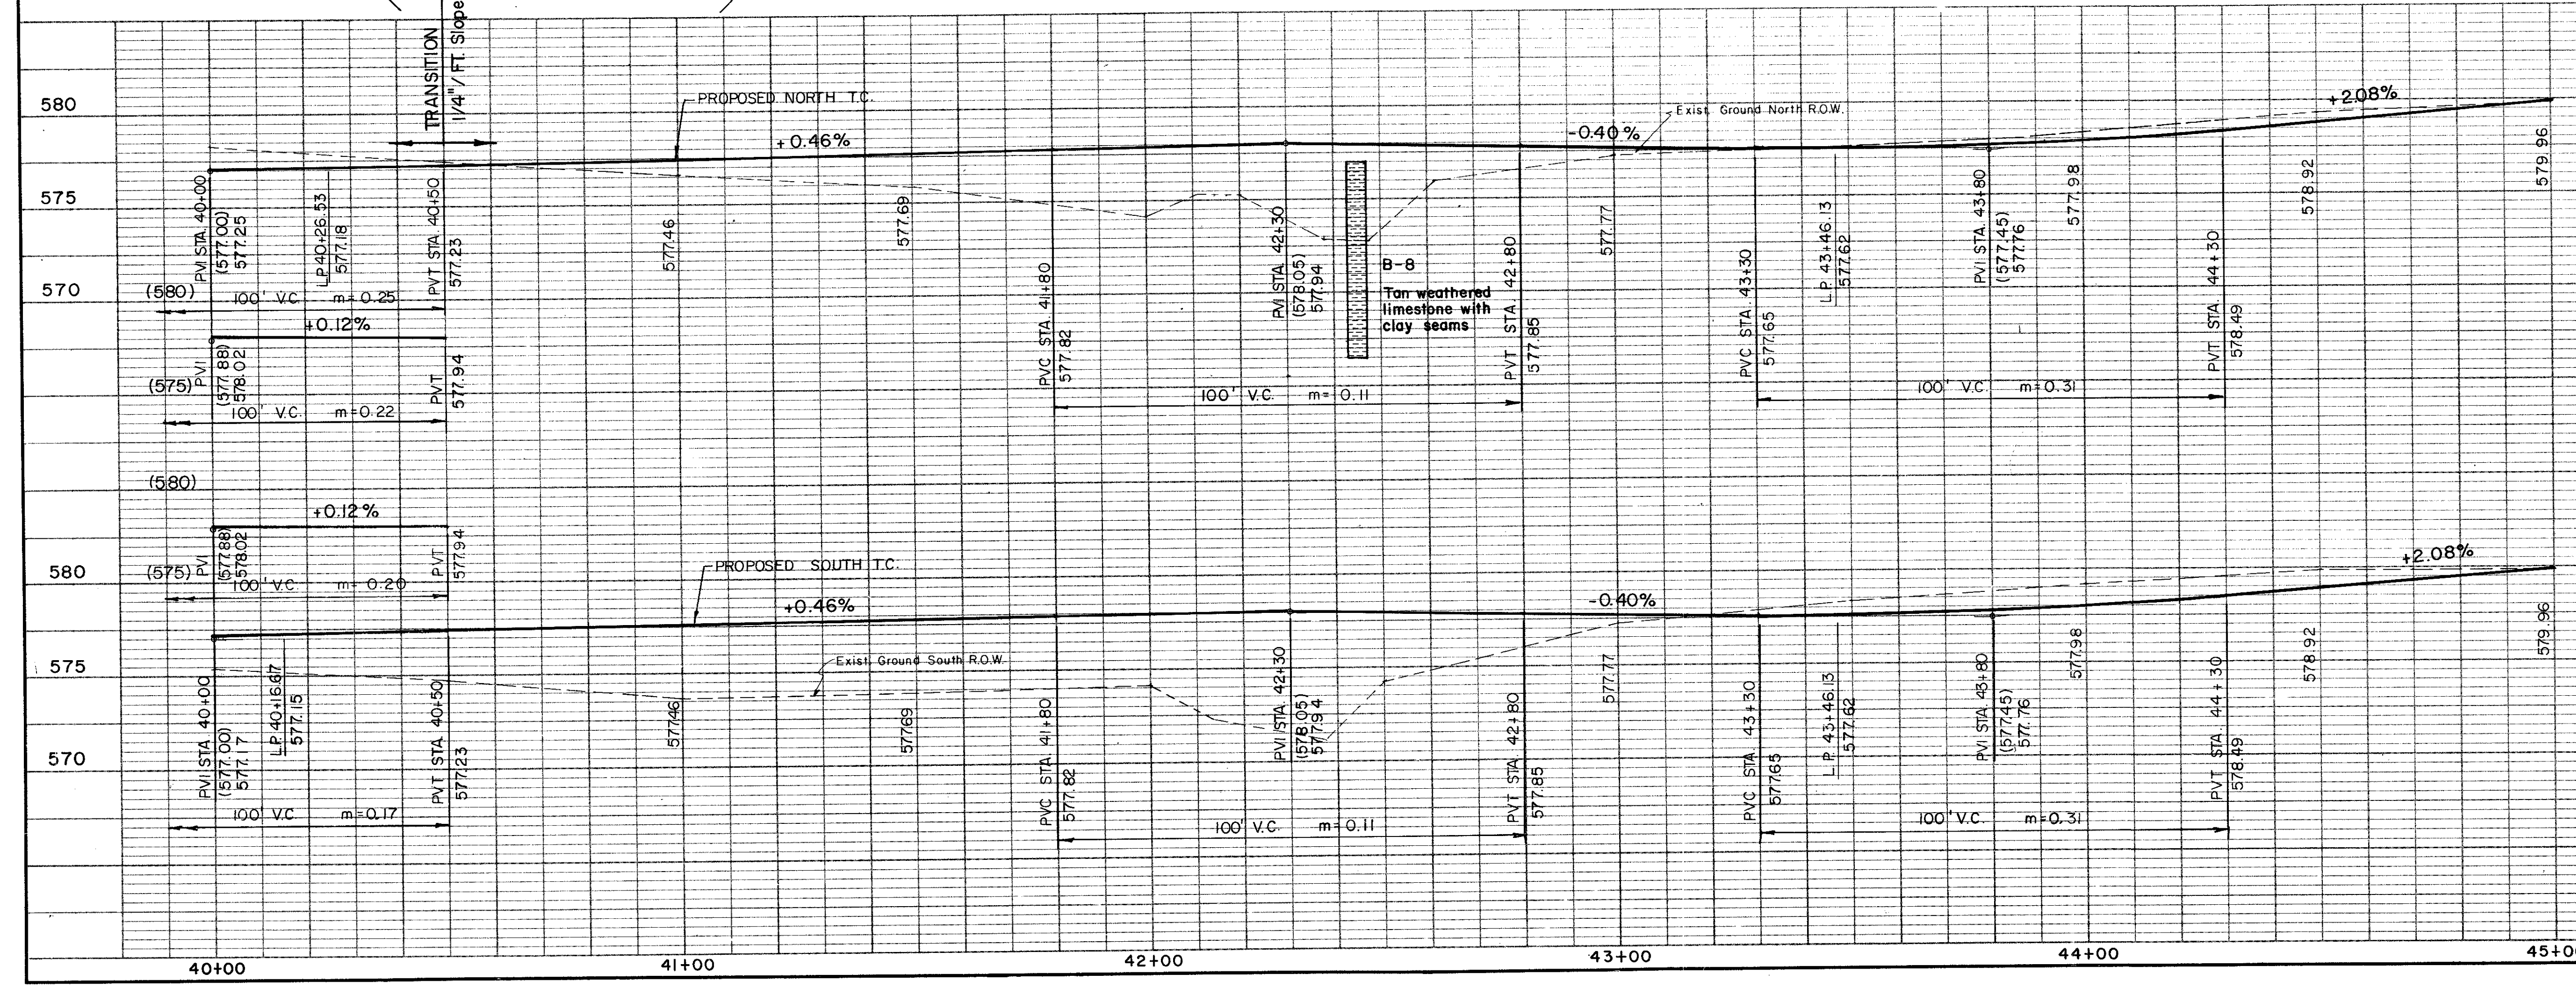 TRANSITION
1/4"/ FT. Slope
580
575
570
(580)
(575)
(580)
(575)
580
575
570
PROPOSED NORTH T.C.
+0.46%
-0.40%
Exist. Ground North R.O.W.
+2.08%
PVI STA. 40+00
(577.00)
577.25
L.P. 40+26.53
577.18
PVT STA. 40+50
577.23
100' V.C. m=0.25
577.46
577.69
PVC STA. 41+80
577.82
PVI STA. 42+30
(578.05)
577.94
B-8
Tan weathered
limestone with
clay seams
PVT STA 42+80
577.85
100' V.C. m= 0.11
577.77
PVC STA. 43+30
577.65
L.P. 43+46.13
577.62
PVI STA. 43+80
(577.45)
577.76
577.98
PVT STA. 44+30
578.49
100' V.C. m=0.31
578.92
579.96
+0.12%
PVI
(577.88)
578.02
PVT
577.94
100' V.C. m=0.22
+0.12%
PVI
(577.88)
578.02
PVT
577.94
100' V.C. m= 0.20
PROPOSED SOUTH T.C.
+0.46%
-0.40%
+2.08%
Exist. Ground South R.O.W.
PVI STA. 40+00
(577.00)
577.17
L.P. 40+16.67
577.15
PVT STA 40+50
577.23
100' V.C. m=0.17
577.46
577.69
PVC STA. 41+80
577.82
PVI STA. 42+30
(578.05)
577.94
PVT STA 42+80
577.85
100' V.C. m=0.11
577.77
PVC STA. 43+30
577.65
L.P. 43+46.13
577.62
PVI STA. 43+80
(577.45)
577.76
577.98
PVT STA. 44+30
578.49
100' V.C. m=0.31
578.92
579.96
40+00
41+00
42+00
43+00
44+00
45+00